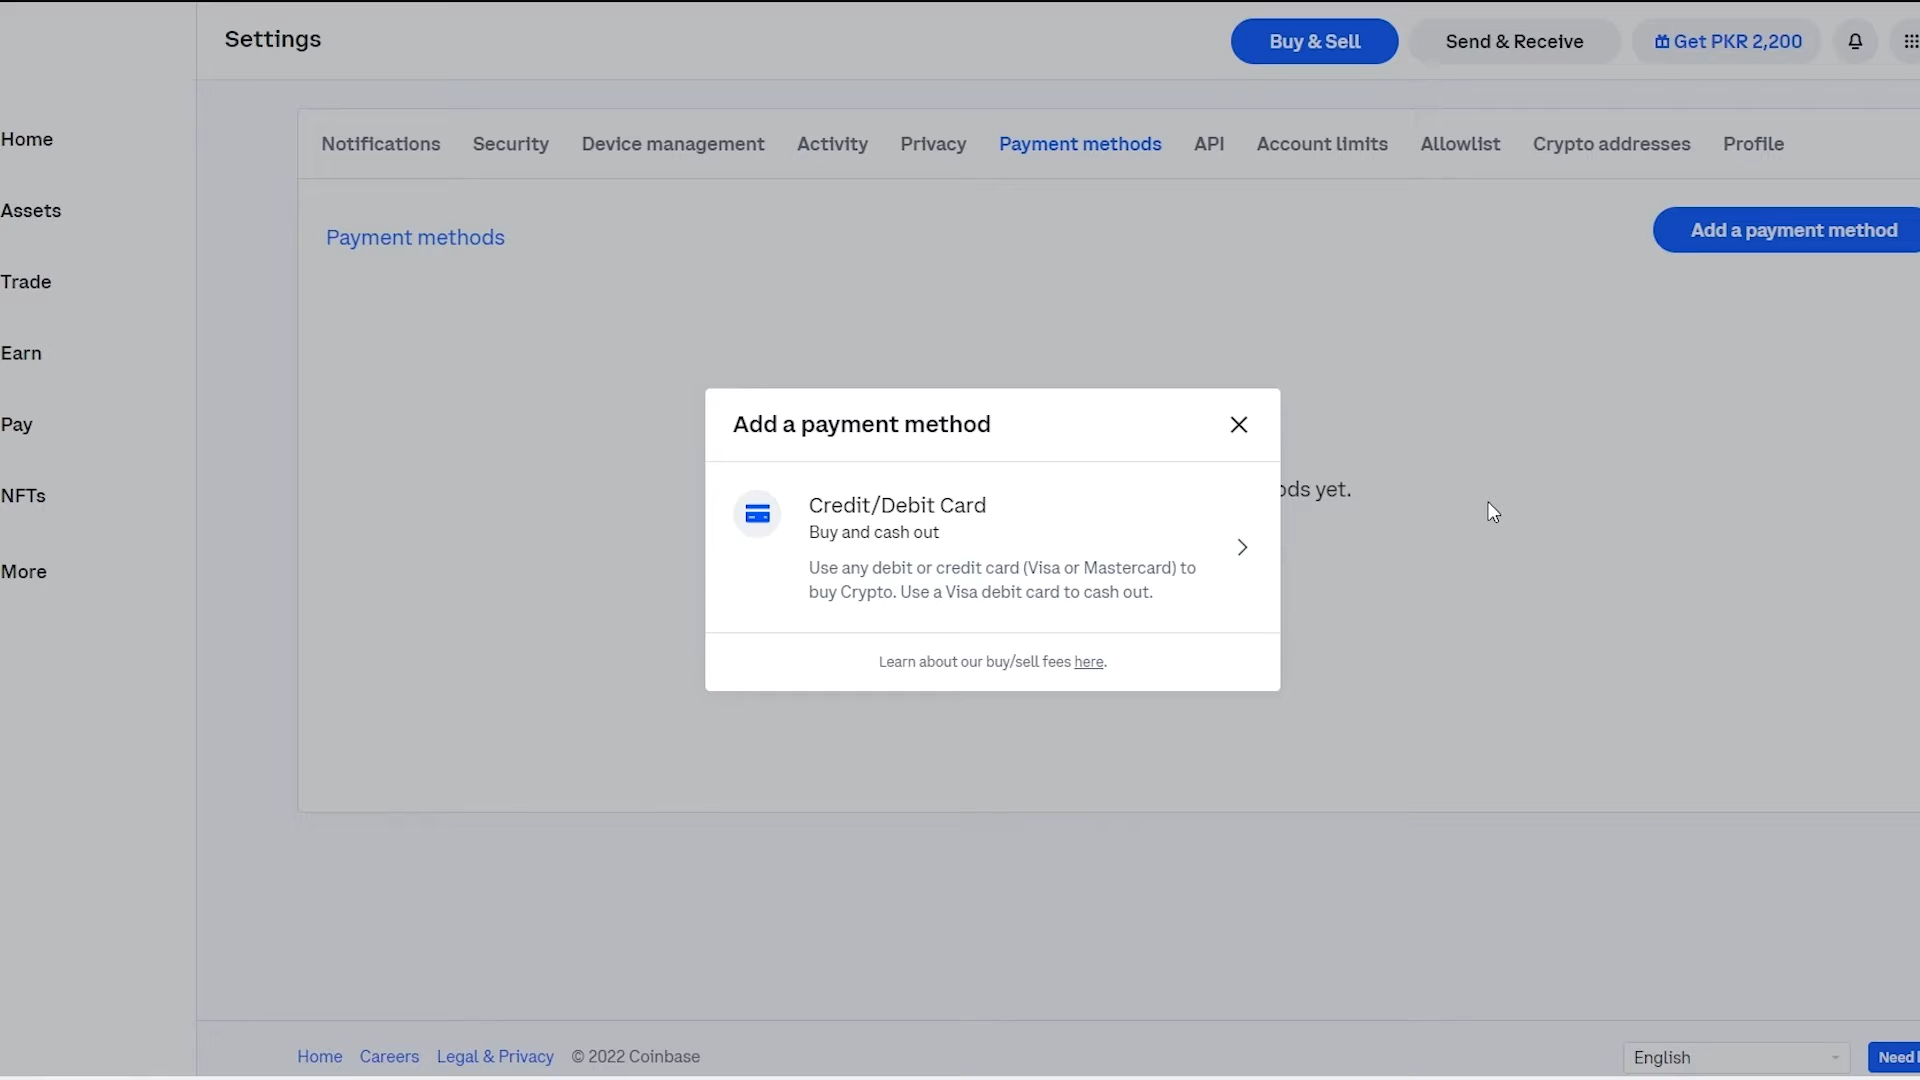 Settings
Buy & Sell
Send & Receive
Get PKR 2,200
Home
Assets
Trade
Earn
Pay
NFTs
More
Notifications Security Device management Activity Privacy Payment methods API Account limits Allowlist Crypto addresses Profile
Payment methods
Add a payment method
Add a payment method
Credit/Debit Card
Buy and cash out
Use any debit or credit card (Visa or Mastercard) to
buy Crypto. Use a Visa debit card to cash out.
Learn about our buy/sell fees here.
yet.
Home Careers Legal & Privacy © 2022 Coinbase
English
Need